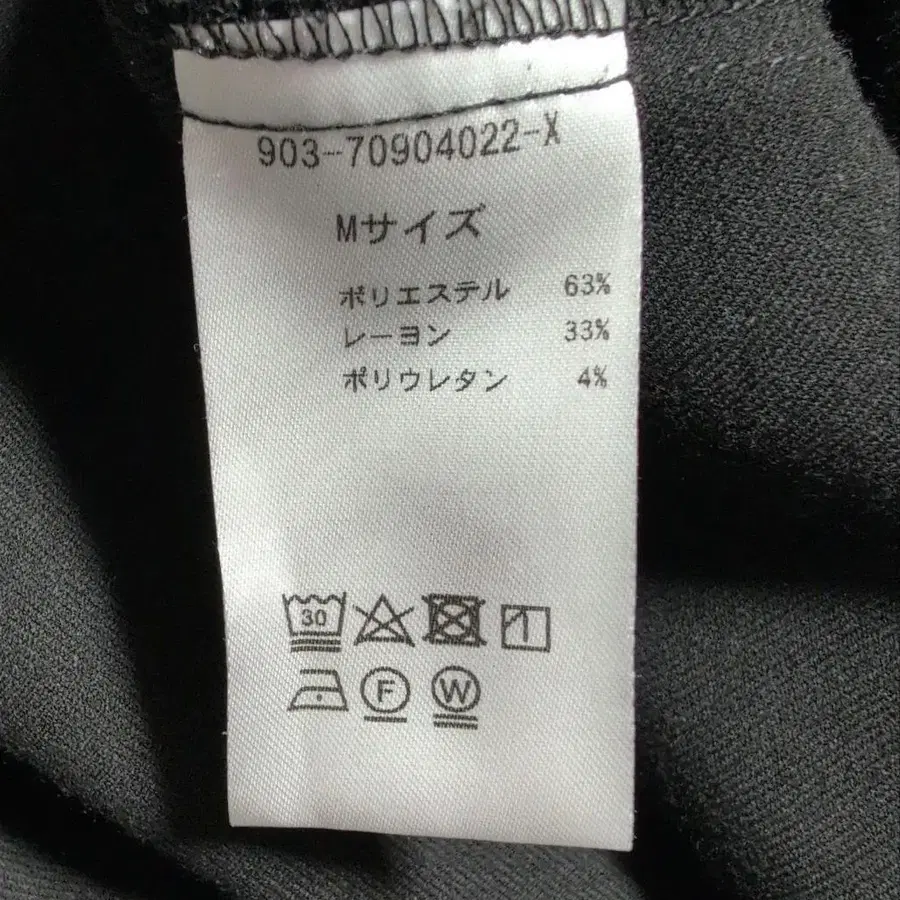 903-70904022-X
Mサイズ
ポリエステル 63%
レーヨン 33%
ポリウレタン 4%
30
F W